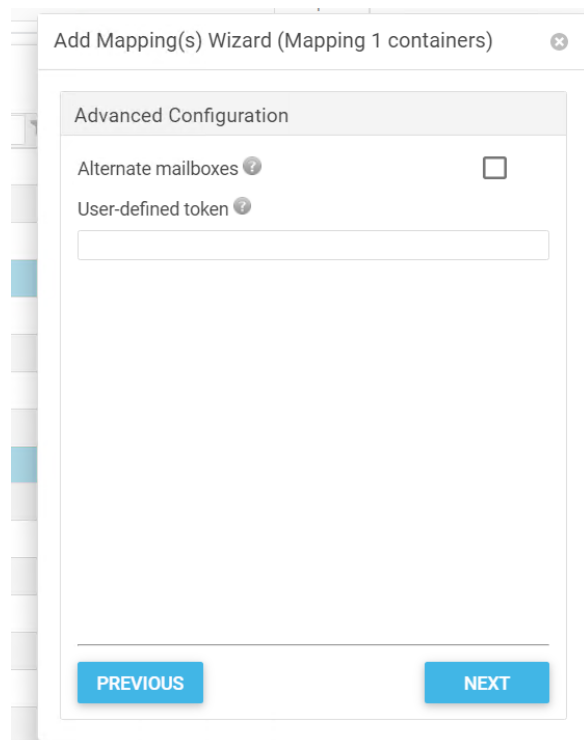 Add Mapping(s) Wizard (Mapping 1 containers)
Advanced Configuration
Alternate mailboxes ?
User-defined token ?
PREVIOUS
NEXT